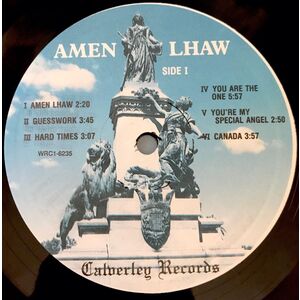 AMEN LHAW
SIDE I
I AMEN LHAW 2:20
II GUESSWORK 3:45
III HARD TIMES 3:07
WRC1-6235
IV YOU ARE THE
ONE 5:57
V YOU'RE MY
SPECIAL ANGEL 2:50
VI CANADA 3:57
Calverley Records